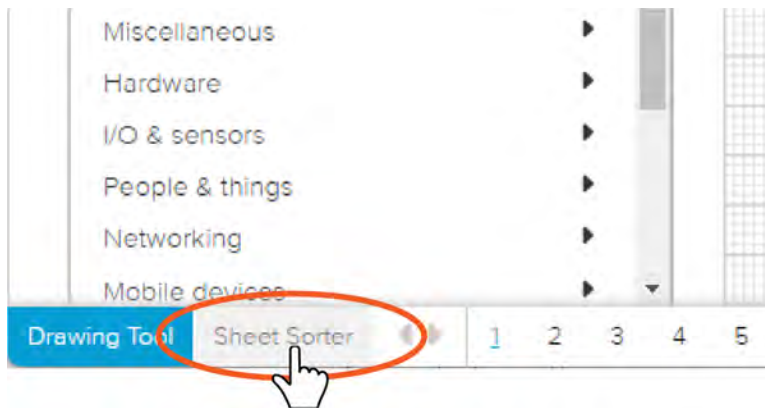 Miscellaneous
Hardware
I/O & sensors
People & things
Networking
Mobile devices
Drawing Tool Sheet Sorter 1 2 3 4 5